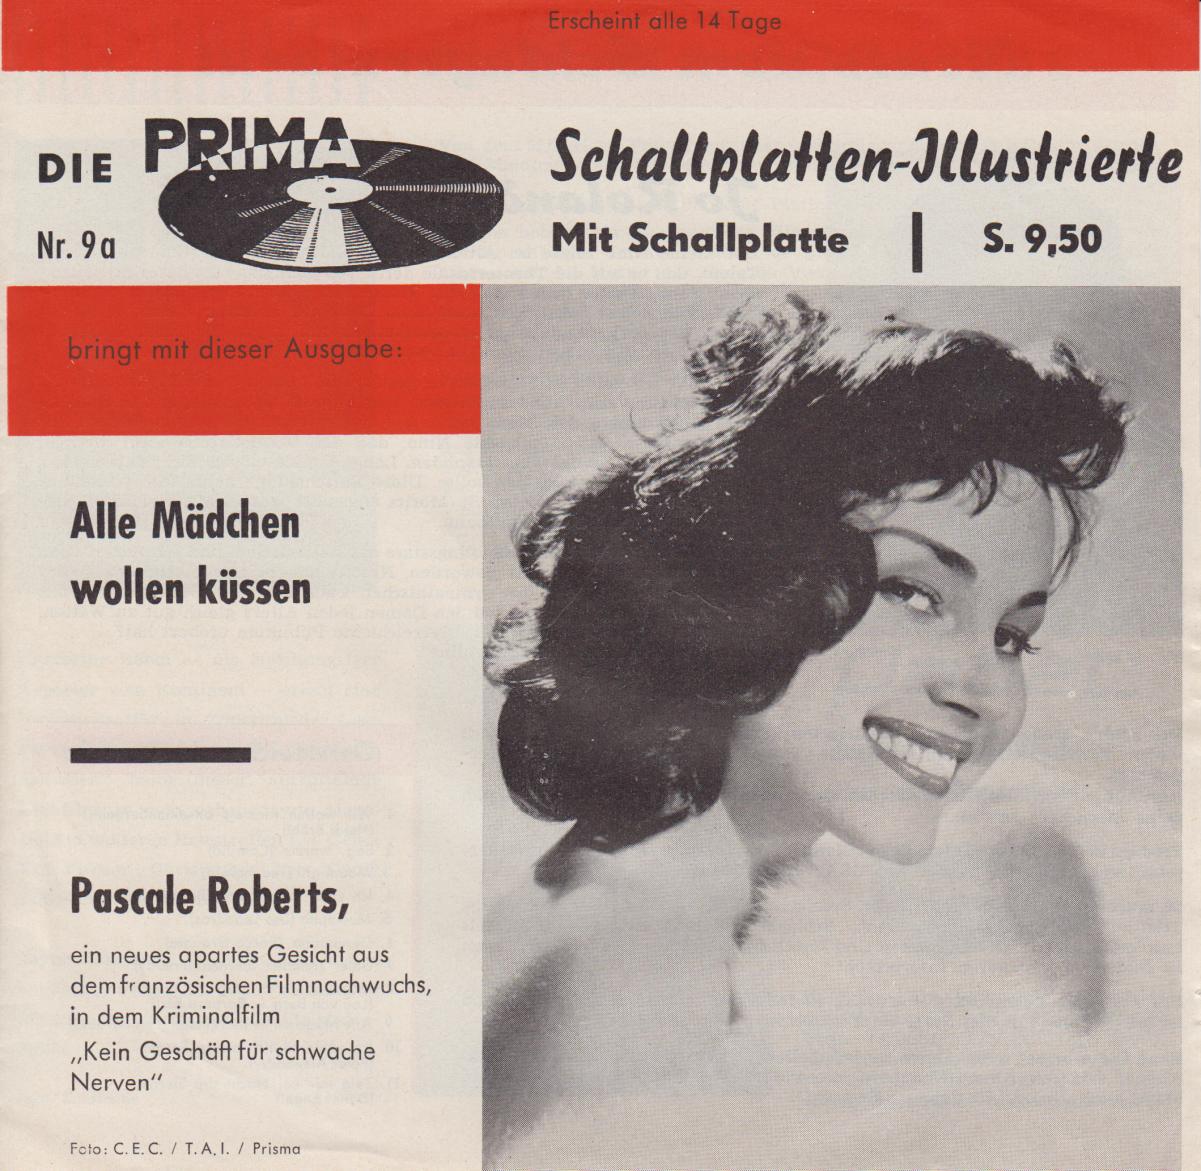 Erscheint alle 14 Tage
DIE PRIMA Schallplatten-Illustrierte
Nr. 9a
Mit Schallplatte | S. 9,50
bringt mit dieser Ausgabe:
Alle Mädchen
wollen küssen
Pascale Roberts,
ein neues apartes Gesicht aus
dem französischen Filmnachwuchs,
in dem Kriminalfilm
„Kein Geschäft für schwache
Nerven“
Foto: C.E.C. / T.A.I. / Prisma